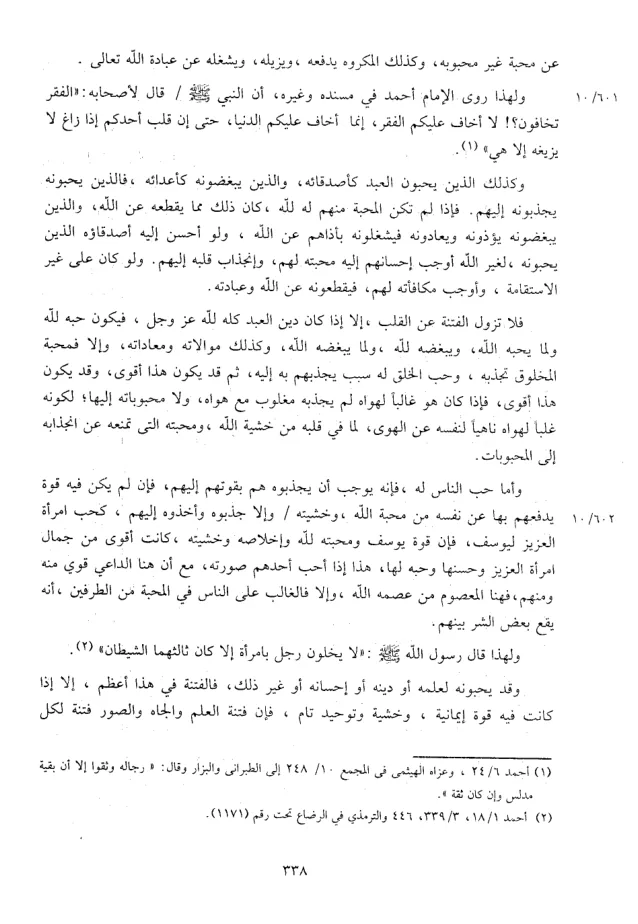 عن محبة غير محبوبه، وكذلك المكروه يدفعه ،ويزيله، ويشغله عن عبادة الله تعالى .
ولهذا روى الإمام أحمد في مسنده وغيره، أن النبي ﷺ / قال لأصحابه:«الفقر
١٠/٦٠١
تخافون؟! لا أخاف عليكم الفقر، إنما أخاف عليكم الدنيا، حتى إن قلب أحدكم إذا زاغ لا
يزيغه إلا هي» (١).
وكذلك الذين يحبون العبد كأصدقائه، والذين يبغضونه كأعدائه ،فالذين يحبونه
يجذبونه إليهم. فإذا لم تكن المحبة منهم له لله ،كان ذلك مما يقطعه عن الله، والذين
يبغضونه يؤذونه ويعادونه فيشغلونه بأذاهم عن الله ، ولو أحسن إليه أصدقاؤه الذين
يحبونه ،لغير الله أوجب إحسانهم إليه محبته لهم، وإنجذاب قلبه إليهم. ولو كان على غير
الاستقامة ، وأوجب مكافأته لهم، فيقطعونه عن الله وعبادته.
فلا تزول الفتنة عن القلب ،إلا إذا كان دين العبد كله لله عز وجل ، فيكون حبه لله
ولما يحبه الله، ويبغضه لله ،ولما يبغضه الله، وكذلك موالاته ومعاداته، وإلا فمحبة
المخلوق تجذبه ، وحب الخلق له سبب يجذبهم به إليه، ثم قد يكون هذا أقوى، وقد يكون
هذا أقوى، فإذا كان هو غالباً لهواه لم يجذبه مغلوب مع هواه، ولا محبوباته إليها؛ لكونه
غلباً لهواه ناهياً لنفسه عن الهوى، لما في قلبه من خشية الله ،ومحبته التى تمنعه عن انجذابه
إلى المحبوبات.
وأما حب الناس له ،فإنه يوجب أن يجذبوه هم بقوتهم إليهم، فإن لم يكن فيه قوة
يدفعهم بها عن نفسه من محبة الله ،وخشيته / وإلا جذبوه وأخذوه إليهم ، كحب امرأة
١٠/٦٠٢
العزيز ليوسف، فإن قوة يوسف ومحبته لله وإخلاصه وخشيته ،كانت أقوى من جمال
امرأة العزيز وحسنها وحبه لها، هذا إذا أحب أحدهم صورته، مع أن هنا الداعي قوي منه
ومنهم،فهنا المعصوم من عصمه الله ،وإلا فالغالب على الناس في المحبة من الطرفين ،أنه
يقع بعض الشر بينهم.
ولهذا قال رسول الله ﷺ :«لا يخلون رجل بامرأة إلا كان ثالثهما الشيطان» (٢).
وقد يحبونه لعلمه أو دينه أو إحسانه أو غير ذلك، فالفتنة في هذا أعظم ، إلا إذا
كانت فيه قوة إيمانية ، وخشية وتوحيد تام ، فإن فتنة العلم والجاه والصور فتنة لكل
(١) أحمد ٢٤/٦ ، وعزاه الهيثمى فى المجمع ١٠/ ٢٤٨ إلى الطبرانى والبزار وقال: « رجاله وثقوا إلا أن بقية
مدلس وإن كان ثقة ».
(٢) أحمد ١٨/١، ٣٣٩/٣، ٤٤٦ والترمذي في الرضاع تحت رقم (١١٧١).
٣٣٨